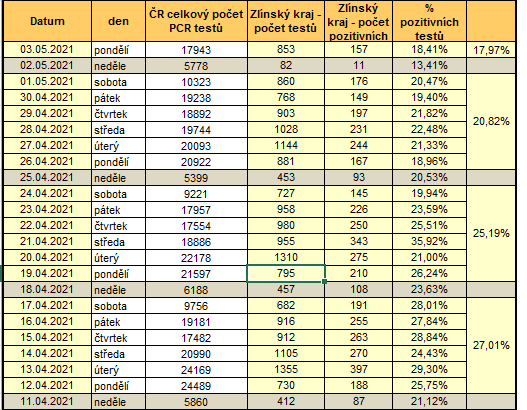 Datum den ČR celkový počet PCR testů Zlínský kraj - počet testů Zlínský kraj - počet pozitivních % pozitivních testů
03.05.2021 pondělí 17943 853 157 18,41% 17,97%
02.05.2021 neděle 5778 82 11 13,41%
01.05.2021 sobota 10323 860 176 20,47%
30.04.2021 pátek 19238 768 149 19,40%
29.04.2021 čtvrtek 18892 903 197 21,82%
28.04.2021 středa 19744 1028 231 22,48% 20,82%
27.04.2021 úterý 20093 1144 244 21,33%
26.04.2021 pondělí 20922 881 167 18,96%
25.04.2021 neděle 5399 453 93 20,53%
24.04.2021 sobota 9221 727 145 19,94%
23.04.2021 pátek 17957 958 226 23,59%
22.04.2021 čtvrtek 17554 980 250 25,51%
21.04.2021 středa 18886 955 343 35,92% 25,19%
20.04.2021 úterý 22178 1310 275 21,00%
19.04.2021 pondělí 21597 795 210 26,24%
18.04.2021 neděle 6188 457 108 23,63%
17.04.2021 sobota 9756 682 191 28,01%
16.04.2021 pátek 19181 916 255 27,84%
15.04.2021 čtvrtek 17482 912 263 28,84%
14.04.2021 středa 20990 1105 270 24,43% 27,01%
13.04.2021 úterý 24169 1355 397 29,30%
12.04.2021 pondělí 24489 730 188 25,75%
11.04.2021 neděle 5860 412 87 21,12%